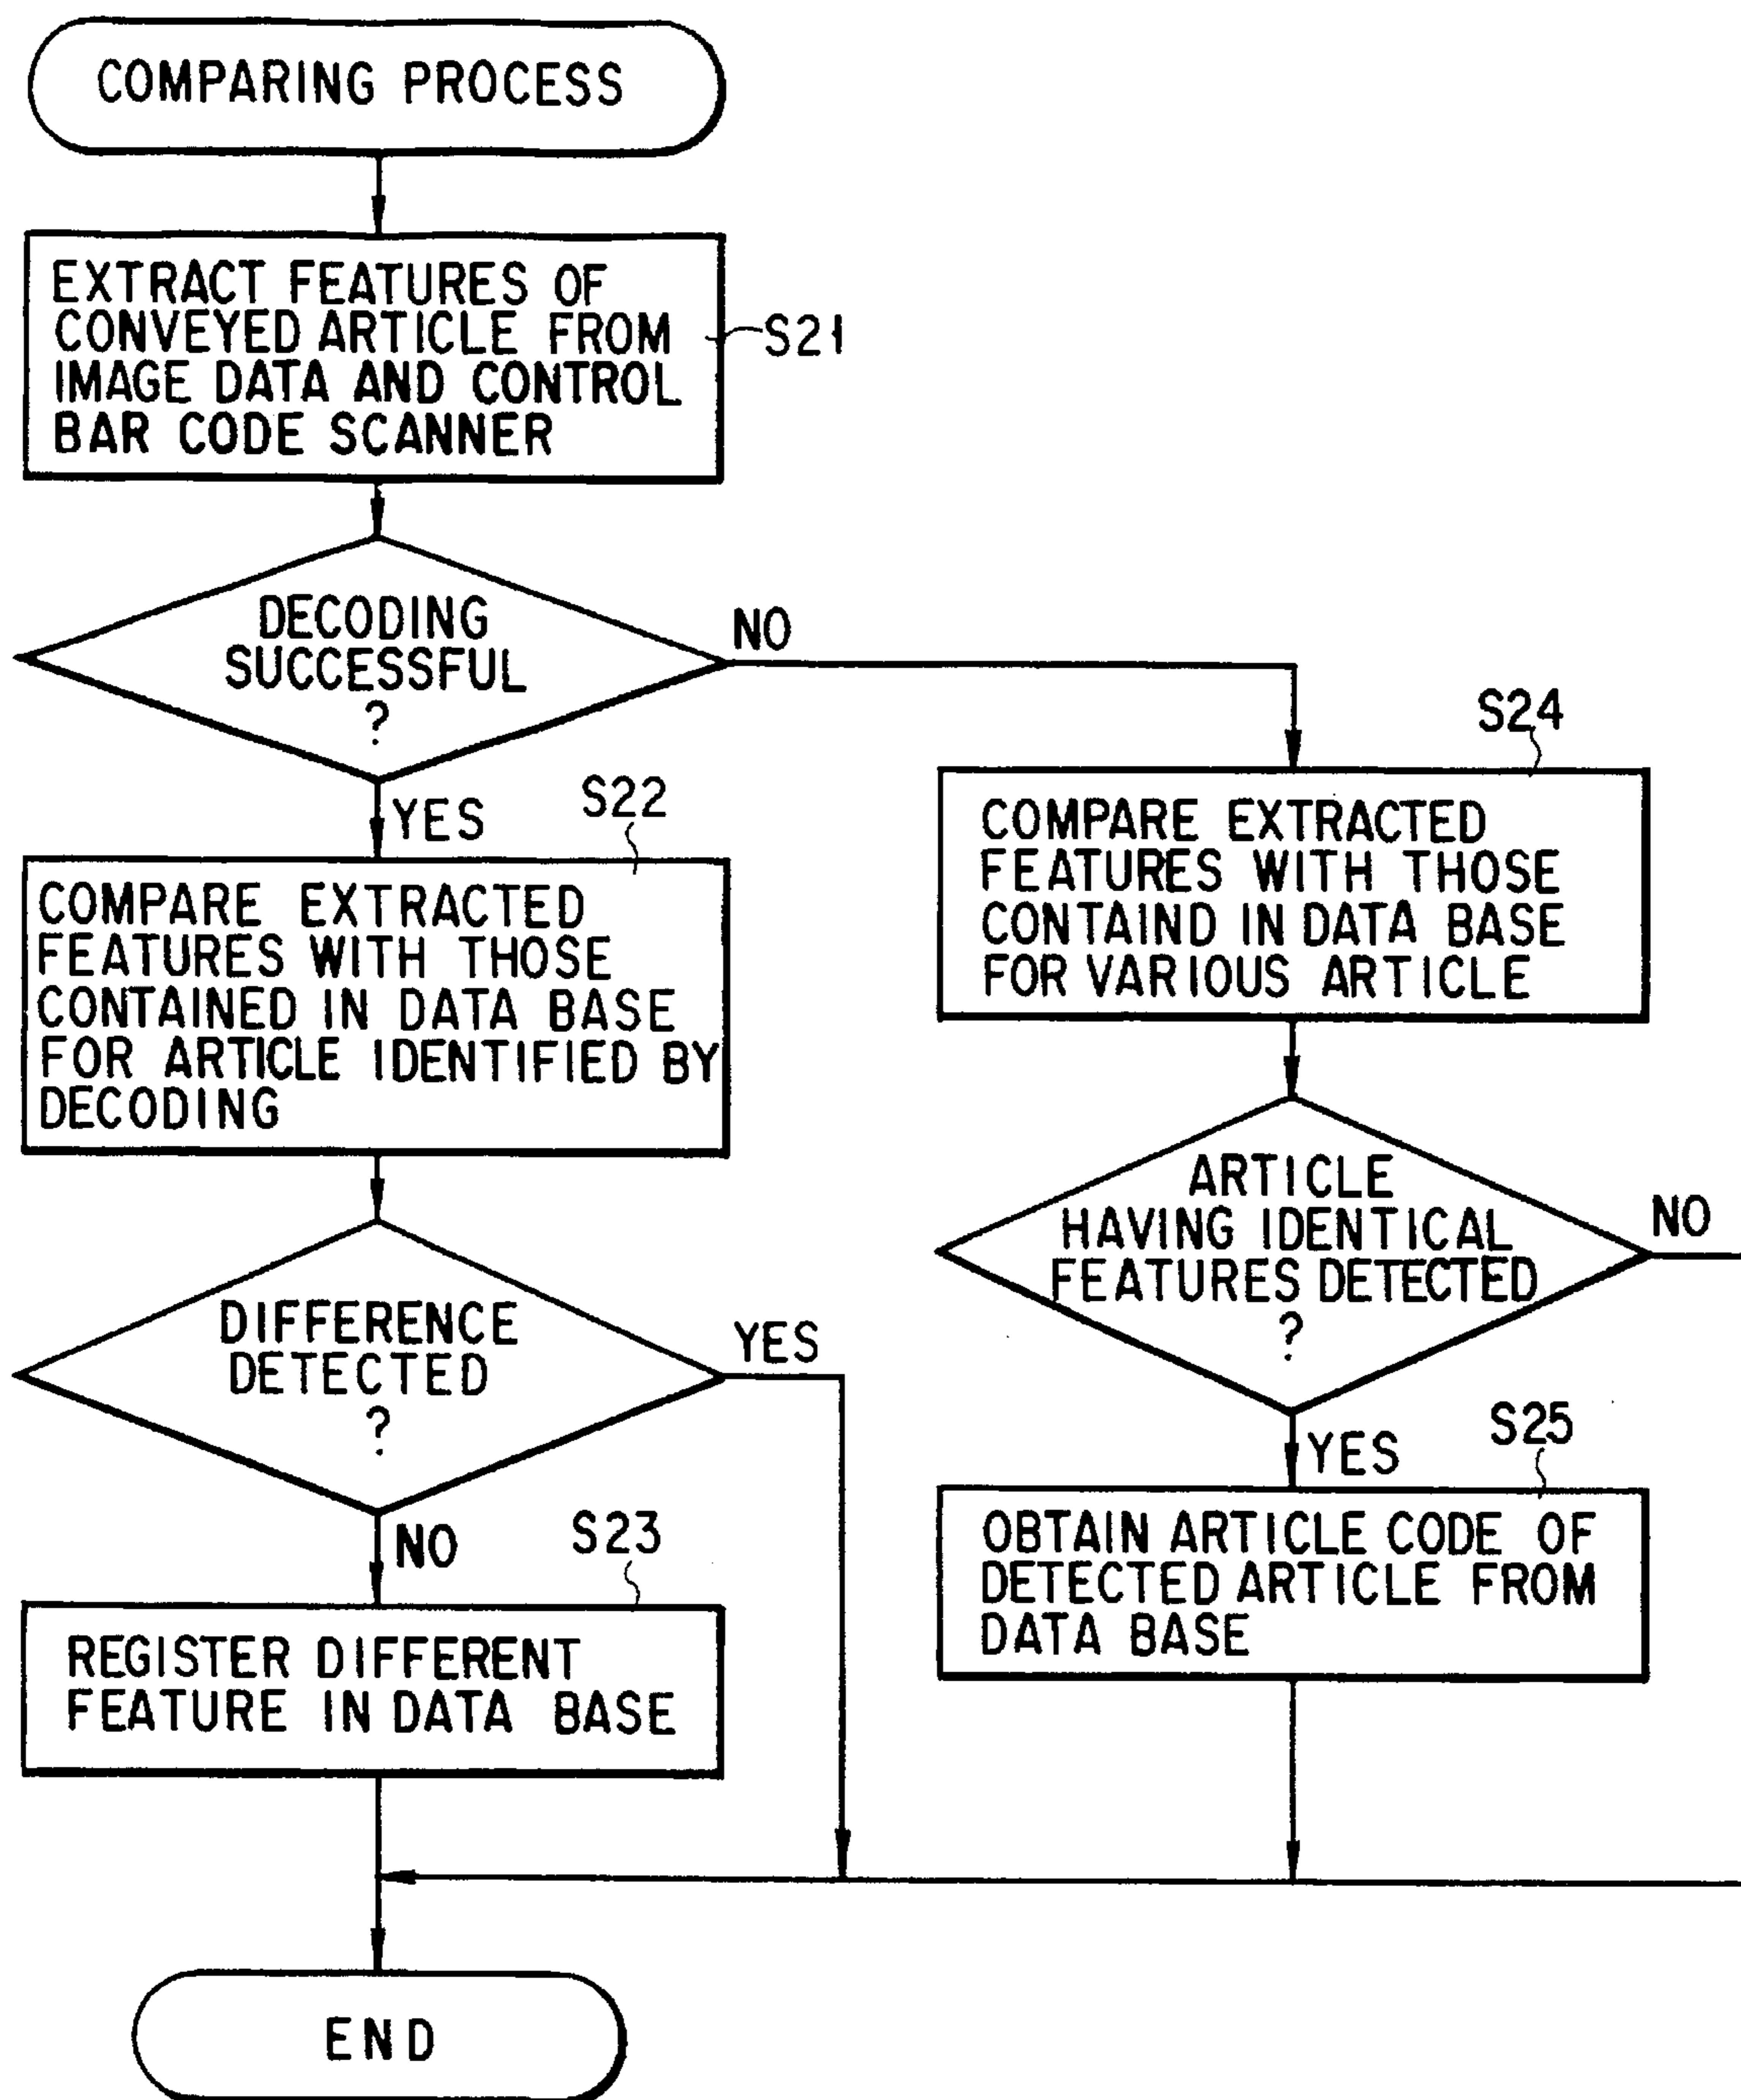 COMPARING PROCESS
EXTRACT FEATURES OF
CONVEYED ARTICLE FROM
IMAGE DATA AND CONTROL
BAR CODE SCANNER
S21
DECODING
SUCCESSFUL
?
NO
YES
S22
COMPARE EXTRACTED
FEATURES WITH THOSE
CONTAINED IN DATA BASE
FOR ARTICLE IDENTIFIED BY
DECODING
DIFFERENCE
DETECTED
?
YES
NO
S23
REGISTER DIFFERENT
FEATURE IN DATA BASE
S24
COMPARE EXTRACTED
FEATURES WITH THOSE
CONTAIND IN DATA BASE
FOR VARIOUS ARTICLE
ARTICLE
HAVING IDENTICAL
FEATURES DETECTED
?
NO
YES
S25
OBTAIN ARTICLE CODE OF
DETECTED ARTICLE FROM
DATA BASE
END